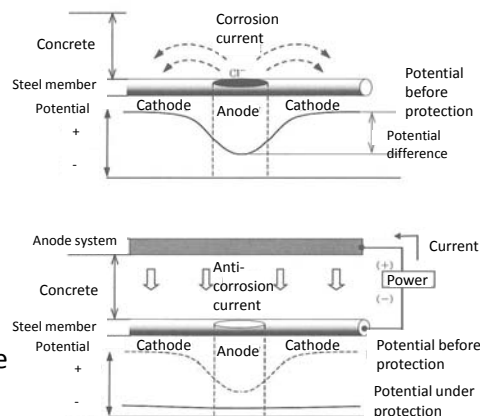 Corrosion
current
Concrete
Cl-
Steel member
Potential
before
protection
Potential
Cathode
Anode
Cathode
+
Potential
difference
-
Anode system
Current
(+)
Power
(-)
Anti-
corrosion
current
Concrete
Steel member
Potential
Cathode
Anode
Cathode
Potential before
protection
e
+
-
Potential under
protection